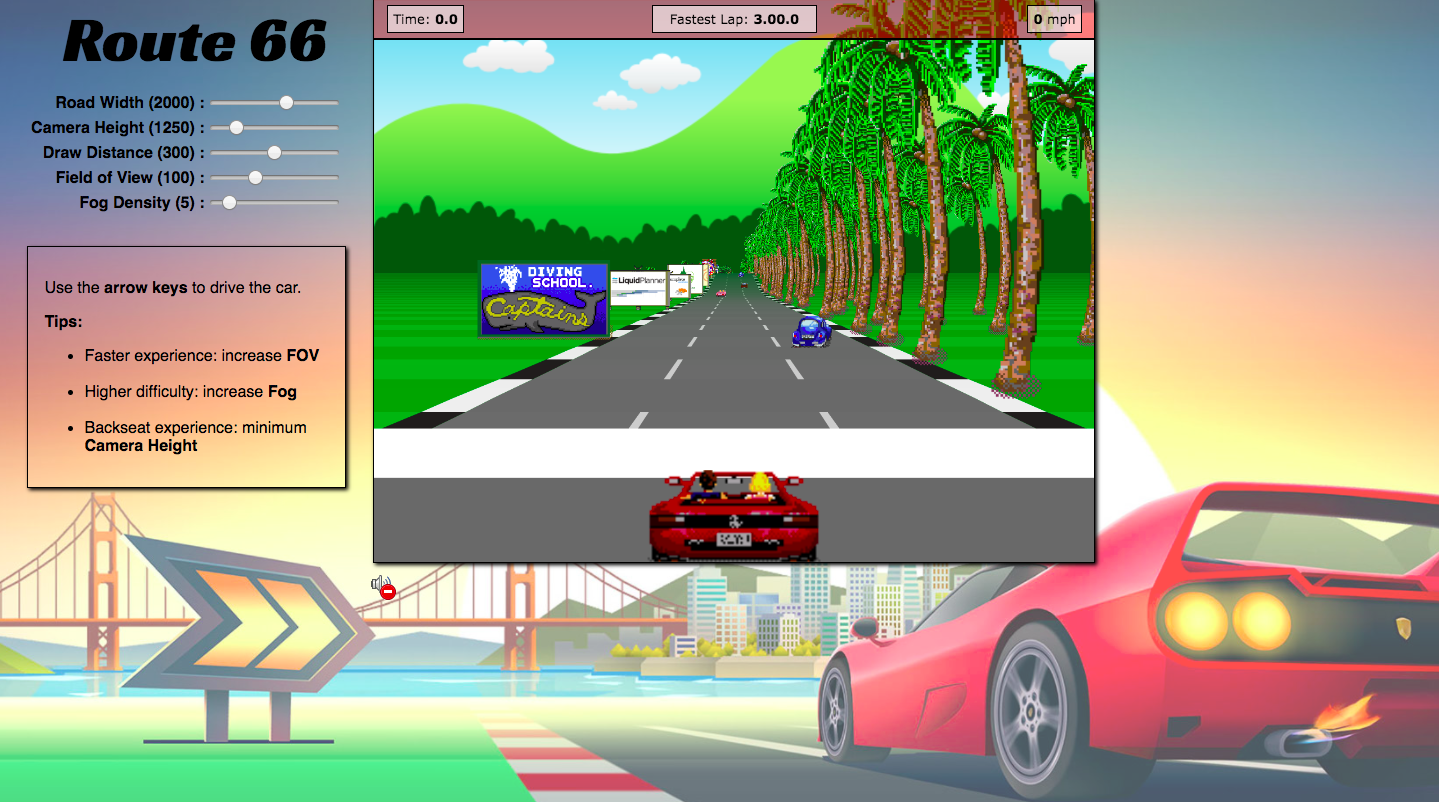 Route 66
Road Width (2000) :
Camera Height (1250) :
Draw Distance (300) :
Field of View (100) :
Fog Density (5) :
Use the arrow keys to drive the car.
Tips:
Faster experience: increase FOV
Higher difficulty: increase Fog
Backseat experience: minimum
Camera Height
Time: 0.0
Fastest Lap: 3.00.0
0 mph
DIVING
SCHOOL.
Captains
LiquidPlanner